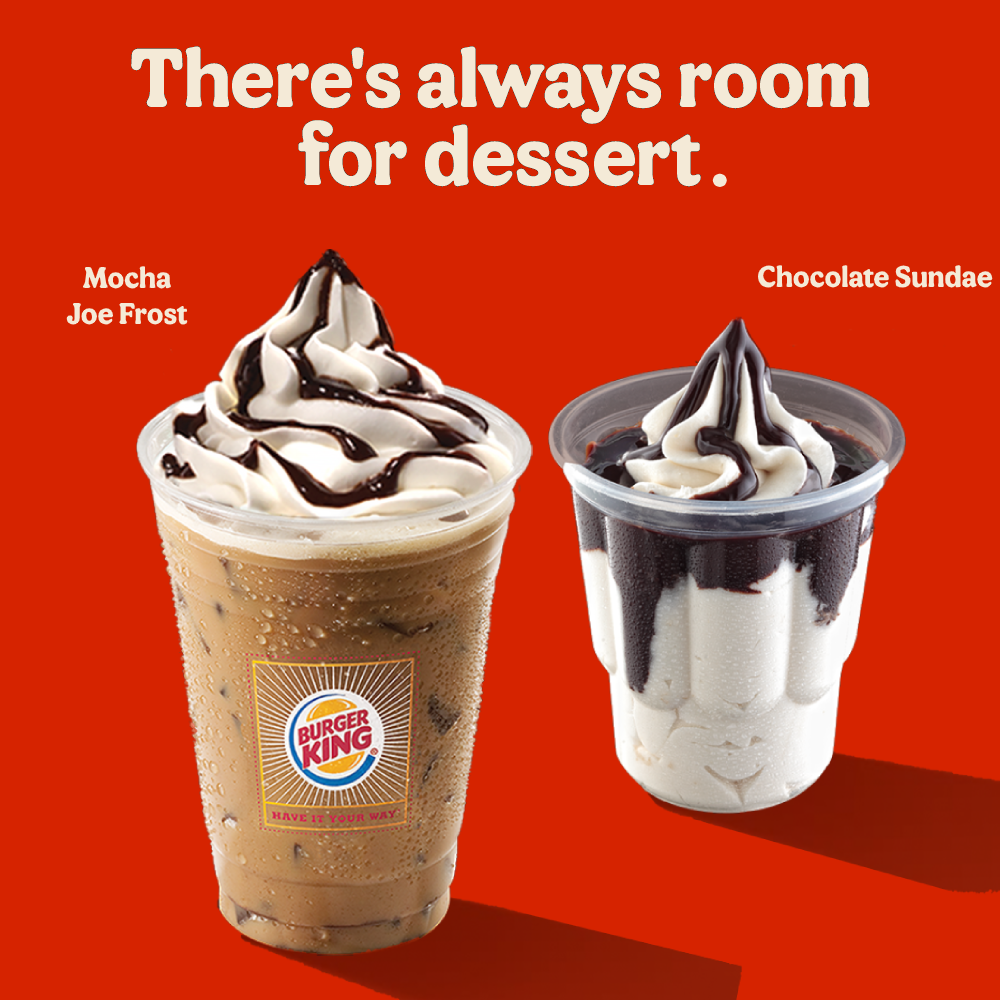 There's always room
for dessert.
Mocha
Joe Frost
Chocolate Sundae
BURGER
KING®
HAVE IT YOUR WAY